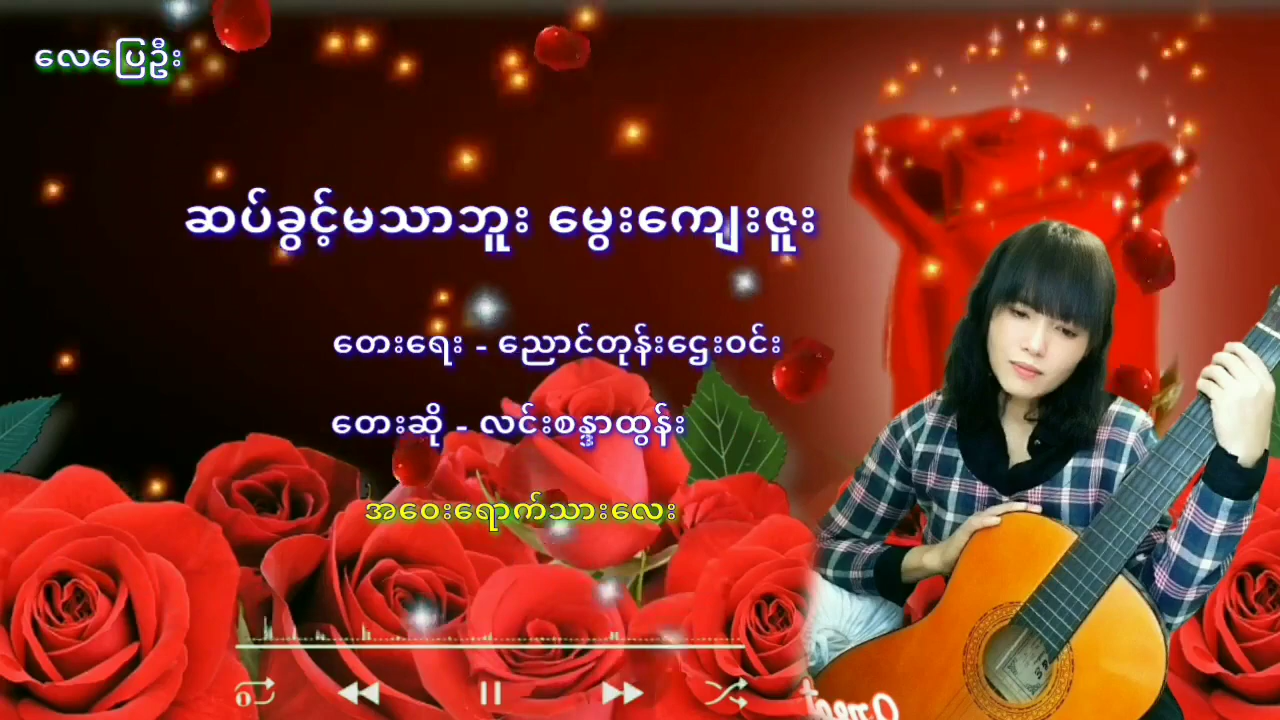 လေပြေဦး
ဆပ်ခွင့်မသာဘူး မွေးကျေးဇူး
တေးရေး - ညောင်တုန်းဌေးဝင်း
တေးဆို - လင်းစန္ဒာထွန်း
အဝေးရောက်သားလေး